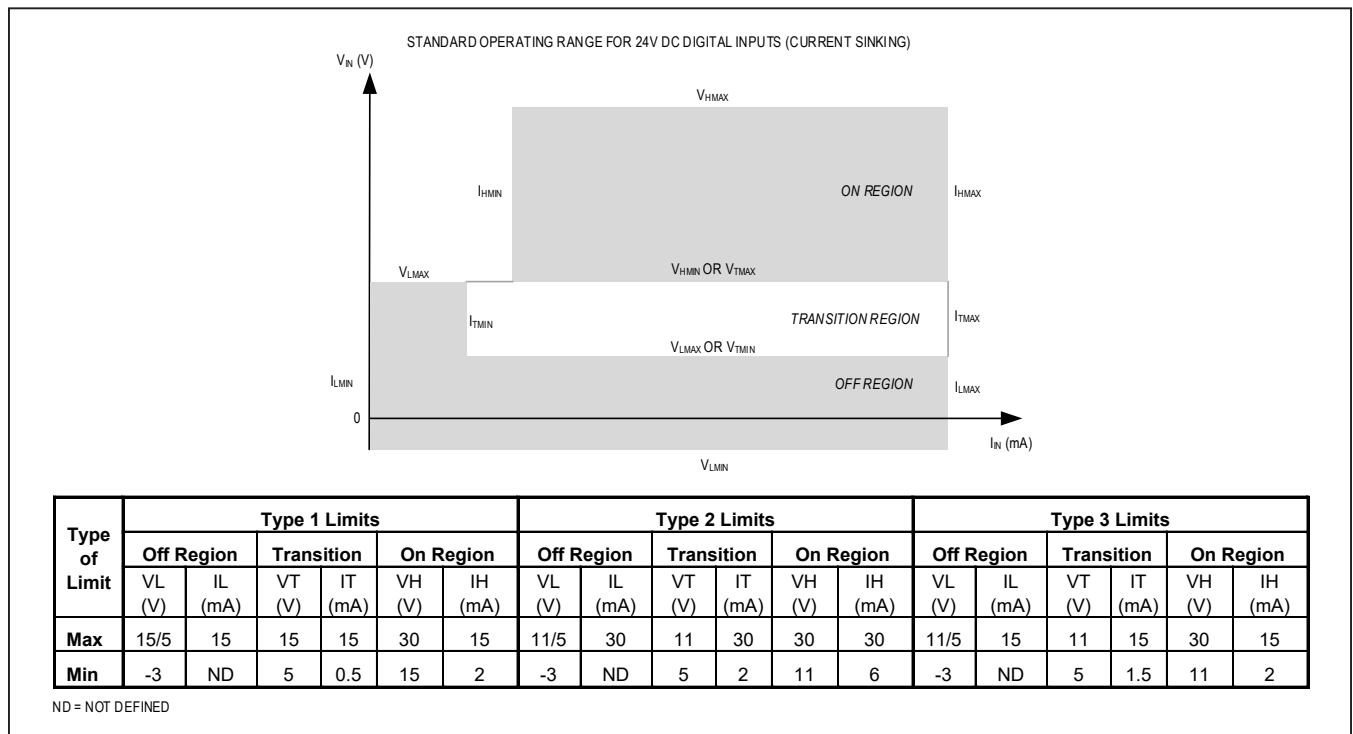 STANDARD OPERATING RANGE FOR 24V DC DIGITAL INPUTS (CURRENT SINKING)
VIN (V)
VHMAX
IHMIN
ON REGION
IHMAX
VLMAX
VHMIN OR VTMAX
ITMIN
TRANSITION REGION
ITMAX
VLMAX OR VTMIN
ILMIN
OFF REGION
ILMAX
0
IIN (mA)
VLMIN
Type of Limit
Type 1 Limits Type 2 Limits Type 3 Limits
Off Region Transition On Region Off Region Transition On Region Off Region Transition On Region
VL IL VT IT VH IH VL IL VT IT VH IH VL IL VT IT VH IH
(V) (mA) (V) (mA) (V) (mA) (V) (mA) (V) (mA) (V) (mA) (V) (mA) (V) (mA) (V) (mA)
Max 15/5 15 15 15 30 15 11/5 30 11 30 30 30 11/5 15 11 15 30 15
Min -3 ND 5 0.5 15 2 -3 ND 5 2 11 6 -3 ND 5 1.5 11 2
ND = NOT DEFINED